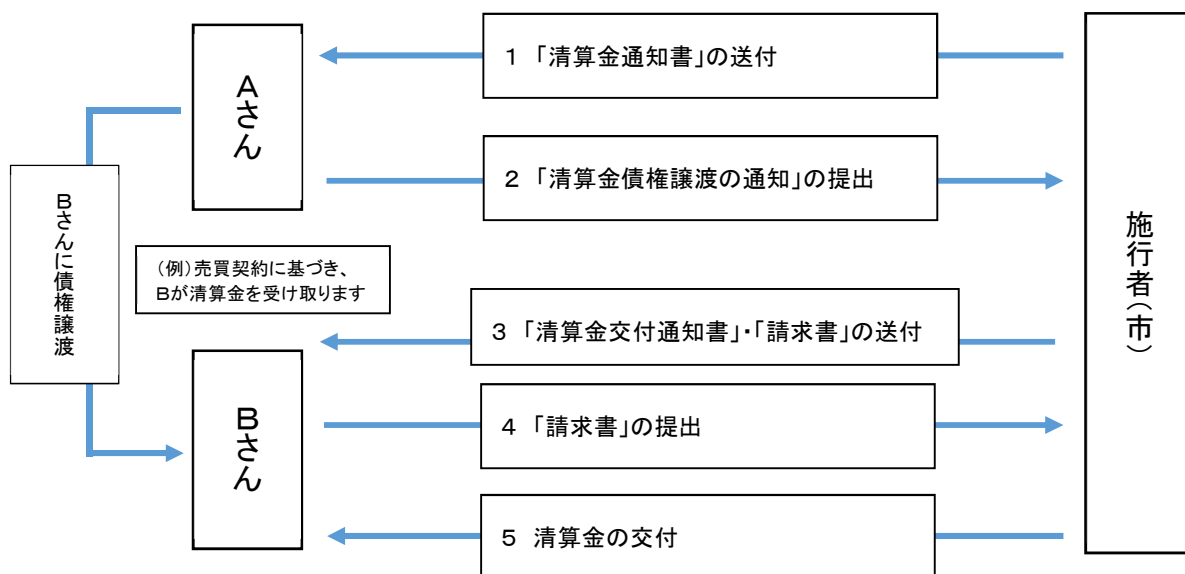 １ 「清算金通知書」の送付
Ａさん
２ 「清算金債権譲渡の通知」の提出
Ｂさんに債権譲渡
（例）売買契約に基づき、
Ｂが清算金を受け取ります
施行者（市）
３ 「清算金交付通知書」・「請求書」の送付
Ｂさん
４ 「請求書」の提出
５ 清算金の交付